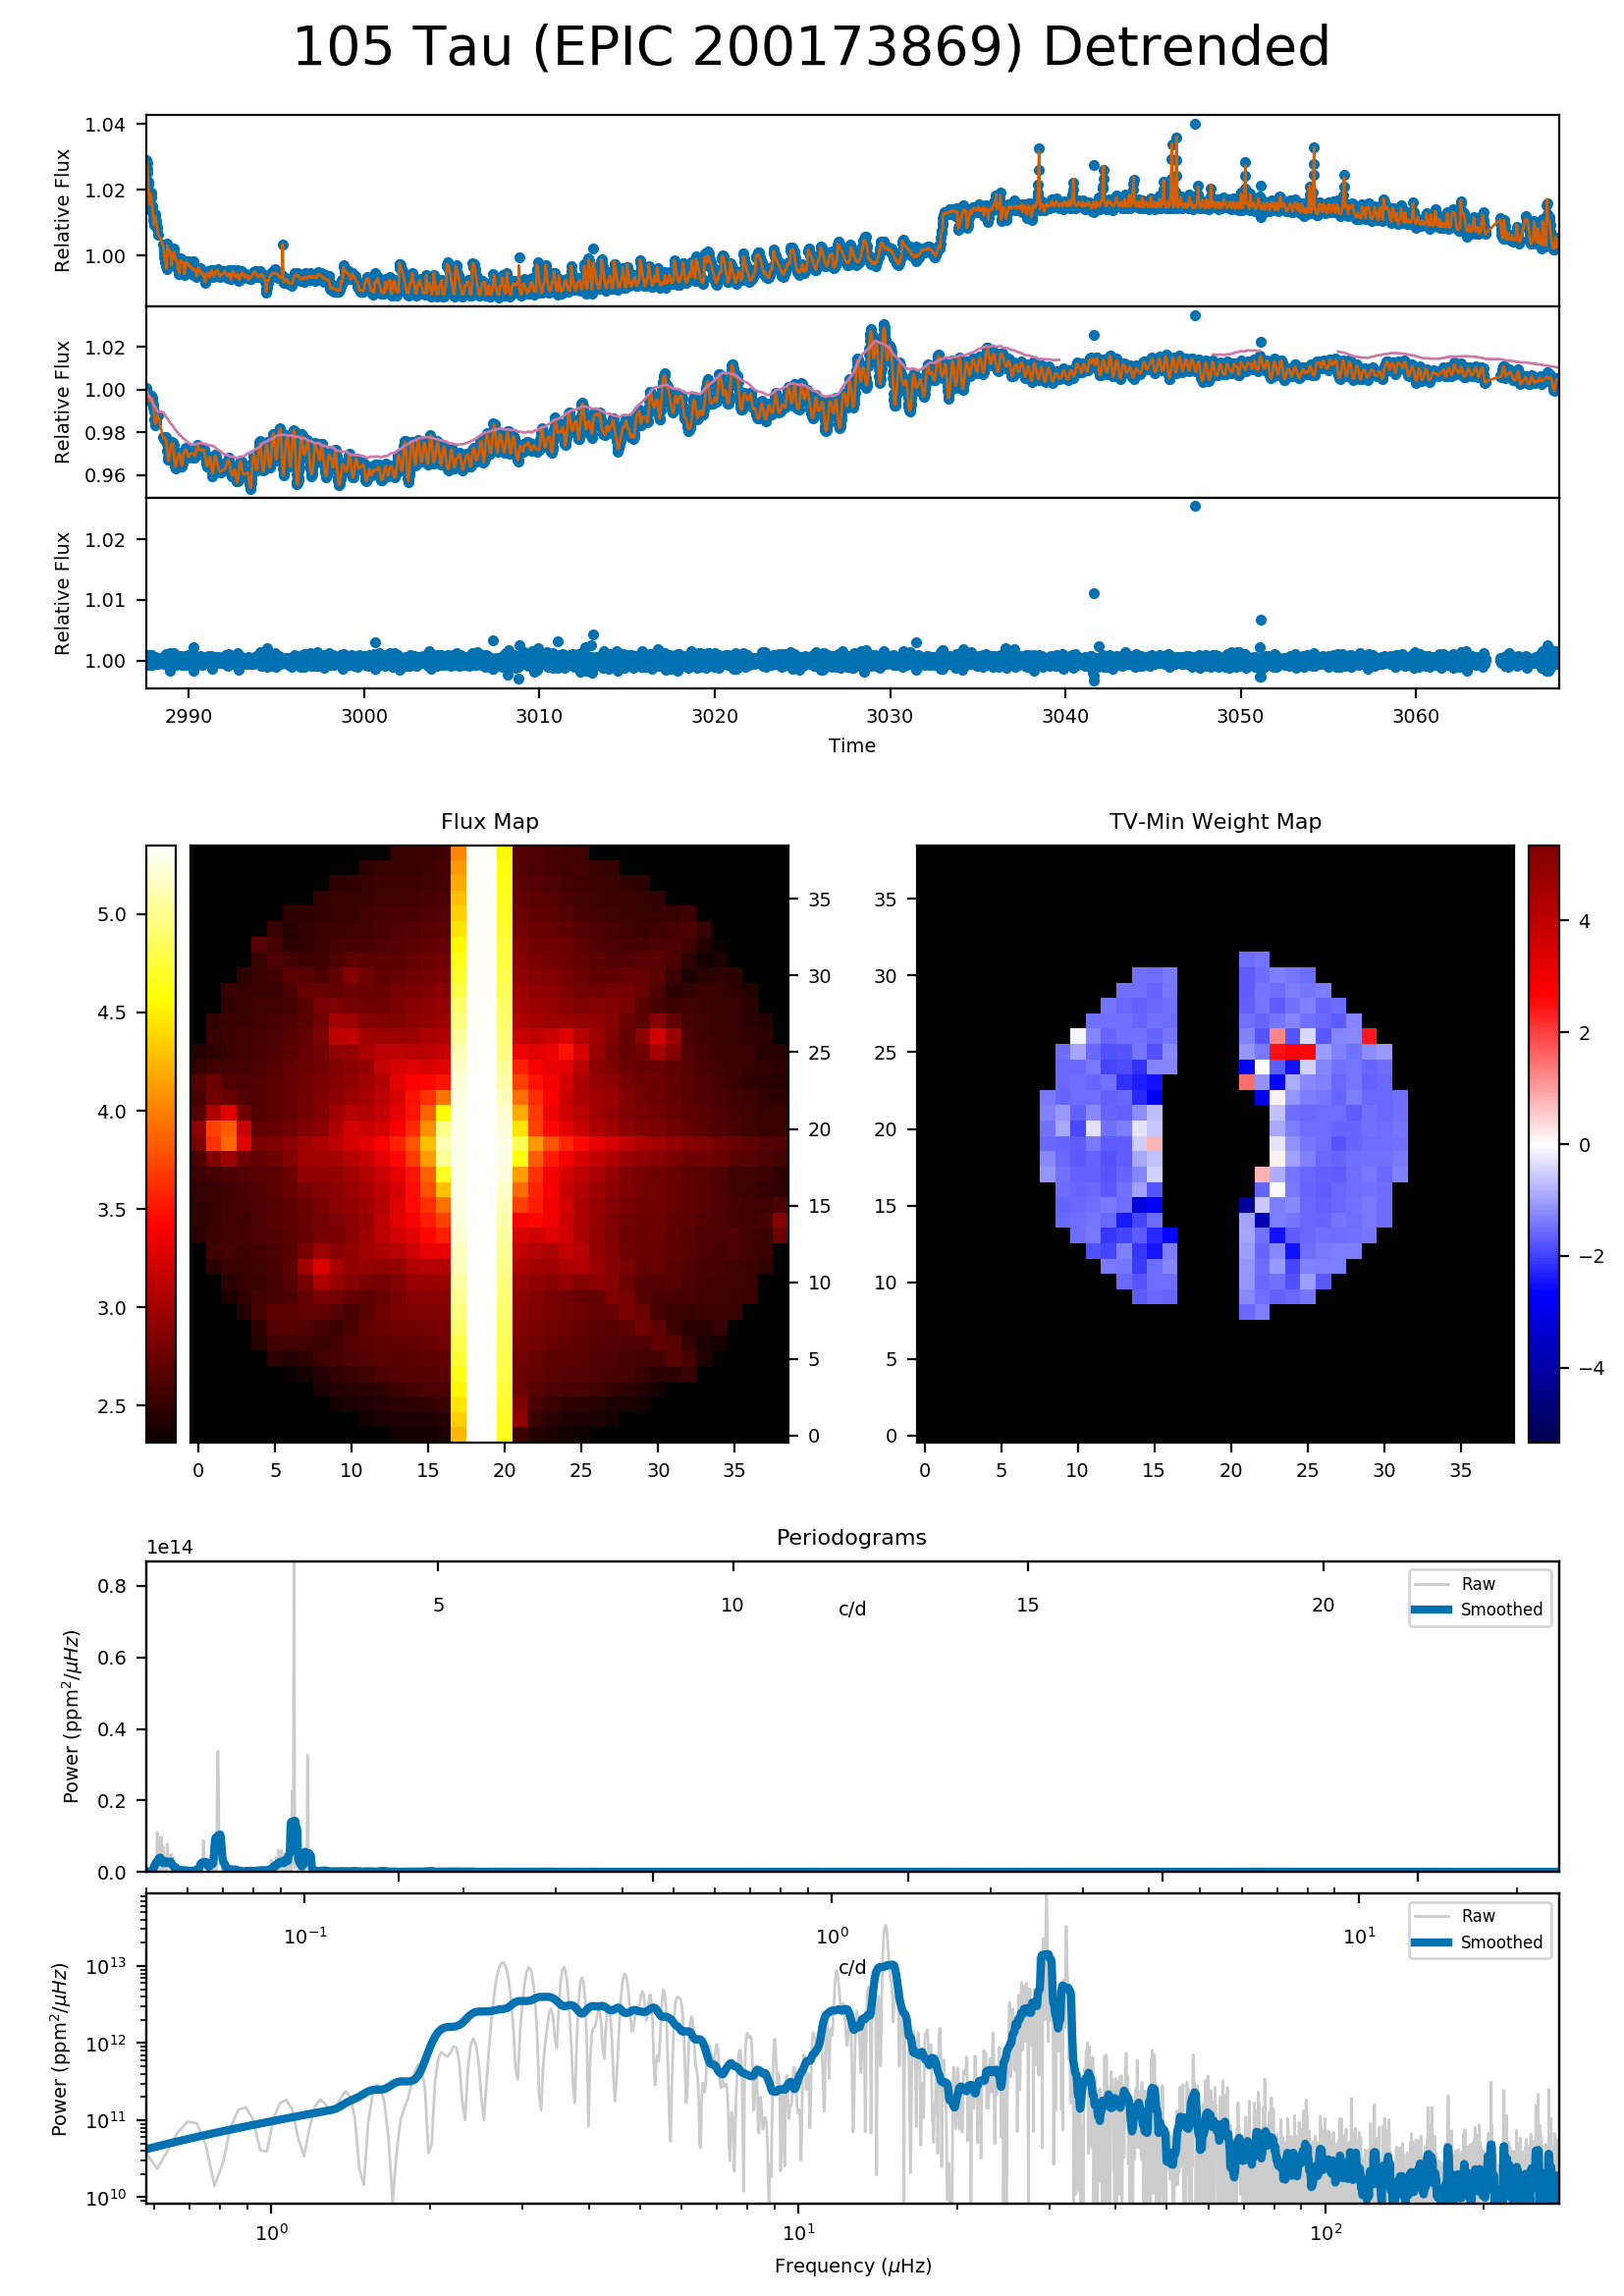 105 Tau (EPIC 200173869) Detrended
1.04
1.02
1.00
Relative Flux
1.02
1.00
0.98
0.96
Relative Flux
1.02
1.01
1.00
Relative Flux
2990 3000 3010 3020 3030 3040 3050 3060
Time
Flux Map
5.0
4.5
4.0
3.5
3.0
2.5
35
30
25
20
15
10
5
0
0 5 10 15 20 25 30 35
TV-Min Weight Map
35
30
25
20
15
10
5
0
0 5 10 15 20 25 30 35
4
2
0
−2
−4
Periodograms
1e14
0.8
0.6
0.4
0.2
0.0
Power (ppm²/μHz)
5 10 15 20
c/d
Raw
Smoothed
10⁻¹ 10⁰ 10¹
c/d
Raw
Smoothed
10¹³
10¹²
10¹¹
10¹⁰
Power (ppm²/μHz)
10⁰ 10¹ 10²
Frequency (μHz)